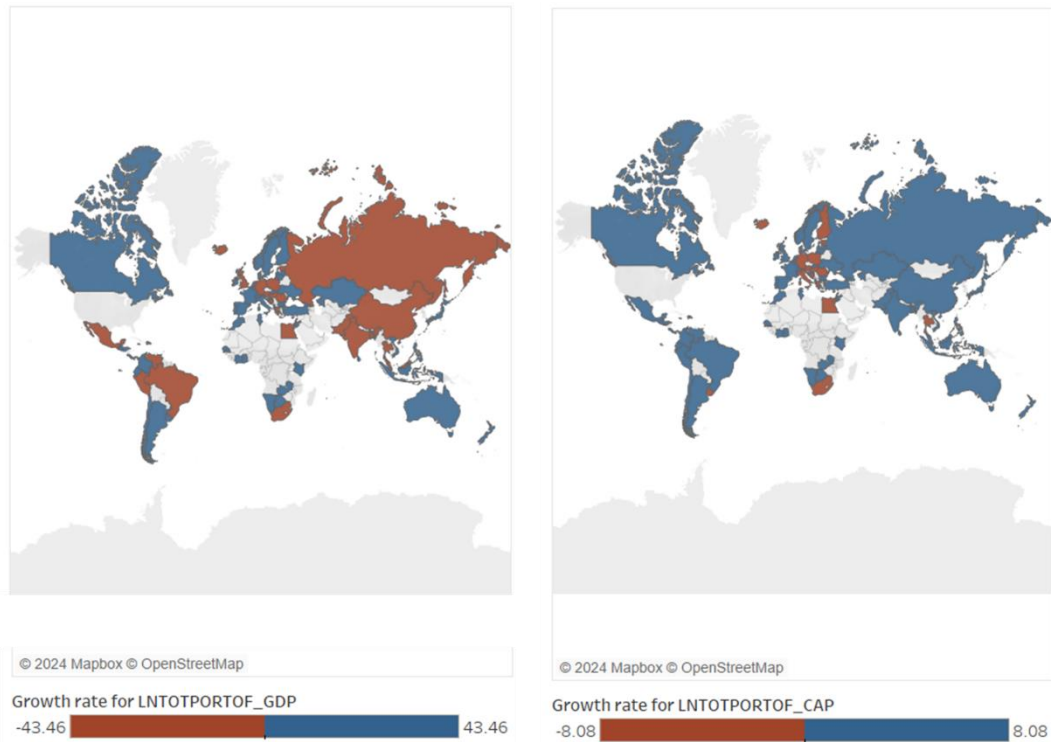 © 2024 Mapbox © OpenStreetMap
Growth rate for LNTOTPORTOF_GDP
-43.46 43.46
© 2024 Mapbox © OpenStreetMap
Growth rate for LNTOTPORTOF_CAP
-8.08 8.08